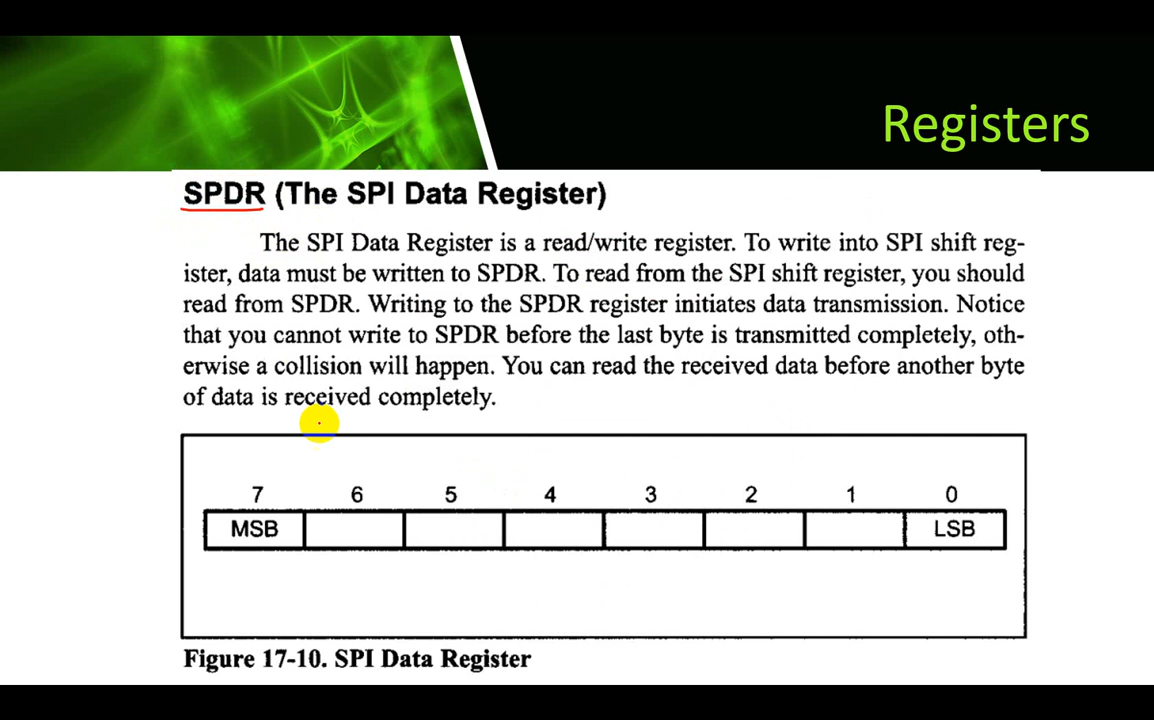 Registers
SPDR (The SPI Data Register)
The SPI Data Register is a read/write register. To write into SPI shift reg-
ister, data must be written to SPDR. To read from the SPI shift register, you should
read from SPDR. Writing to the SPDR register initiates data transmission. Notice
that you cannot write to SPDR before the last byte is transmitted completely, oth-
erwise a collision will happen. You can read the received data before another byte
of data is received completely.
7 6 5 4 3 2 1 0
MSB LSB
Figure 17-10. SPI Data Register